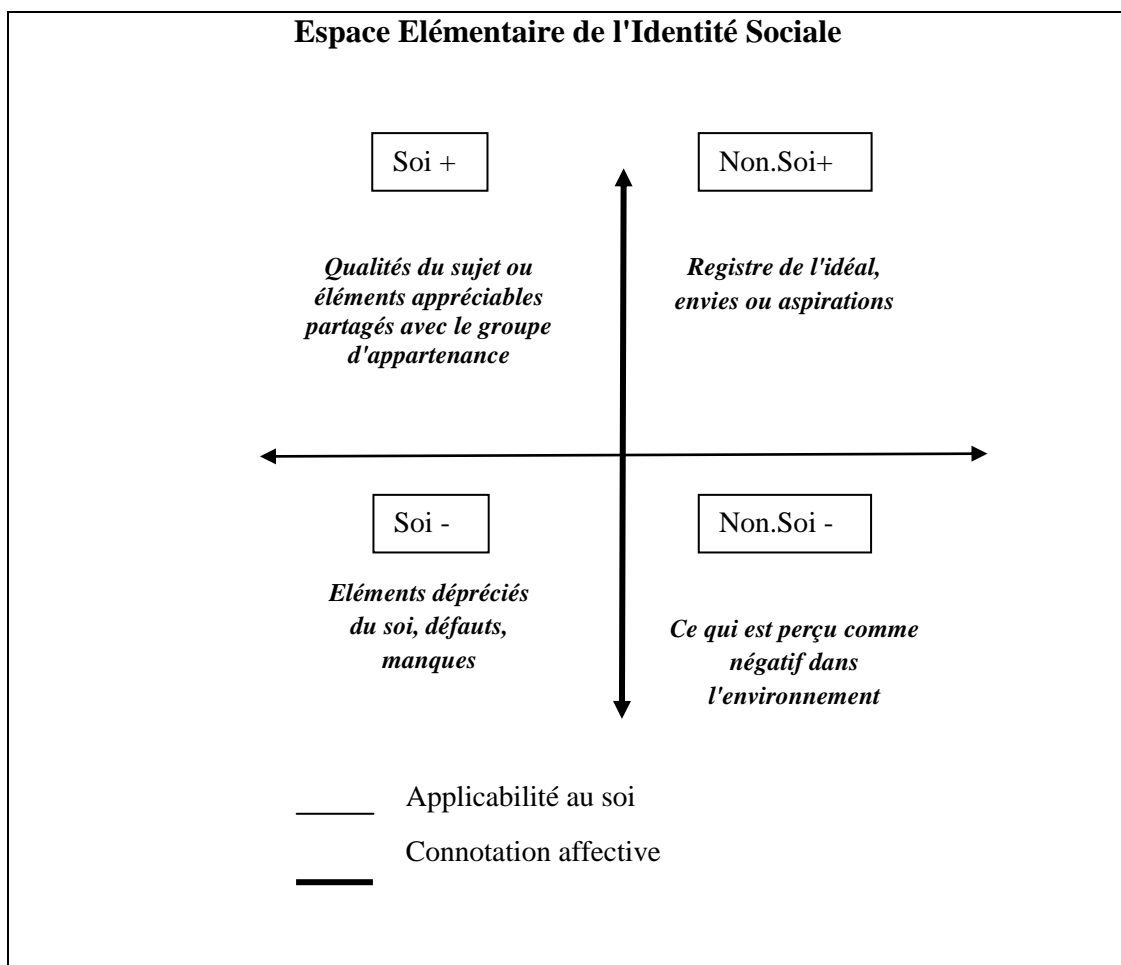 Espace Elémentaire de l'Identité Sociale
Soi +
Non.Soi+
Qualités du sujet ou
éléments appréciables
partagés avec le groupe
d'appartenance
Registre de l'idéal,
envies ou aspirations
Soi -
Non.Soi -
Eléments dépréciés
du soi, défauts,
manques
Ce qui est perçu comme
négatif dans
l'environnement
Applicabilité au soi
Connotation affective